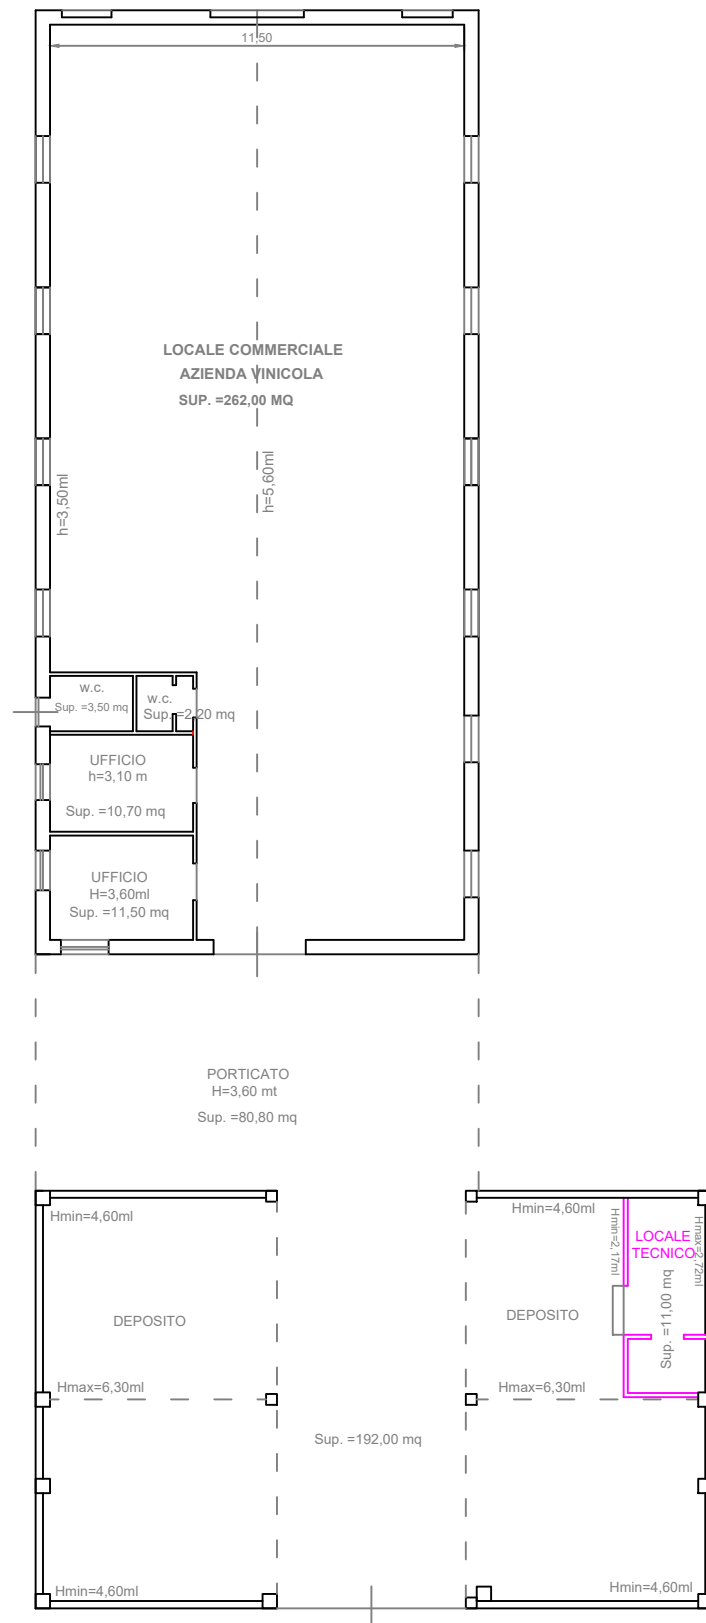 11,50
LOCALE COMMERCIALE
AZIENDA VINICOLA
SUP. =262,00 MQ
h=3,50ml
h=5,60ml
w.c.
Sup. =3,50 mq
w.c.
Sup. =2,20 mq
UFFICIO
h=3,10 m
Sup. =10,70 mq
UFFICIO
H=3,60ml
Sup. =11,50 mq
PORTICATO
H=3,60 mt
Sup. =80,80 mq
Hmin=4,60ml
Hmin=4,60ml
Hmin=2,17ml
LOCALE
TECNICO
Hmax=2,72ml
Sup. =11,00 mq
DEPOSITO
DEPOSITO
Hmax=6,30ml
Hmax=6,30ml
Sup. =192,00 mq
Hmin=4,60ml
Hmin=4,60ml